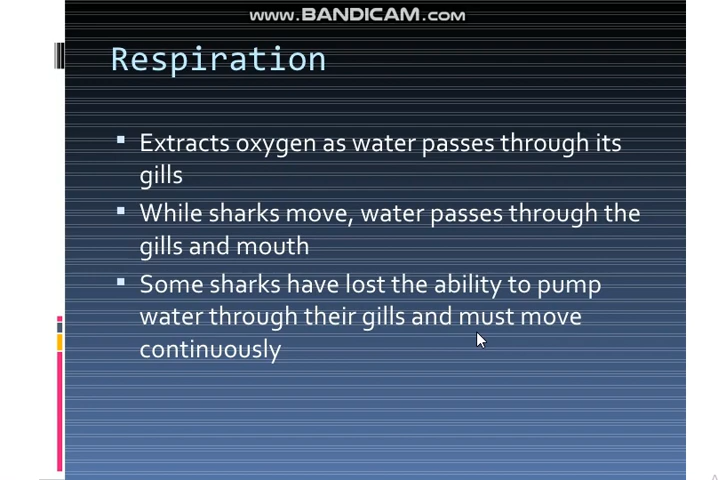 www.BANDICAM.com
Respiration
▪ Extracts oxygen as water passes through its
gills
▪ While sharks move, water passes through the
gills and mouth
▪ Some sharks have lost the ability to pump
water through their gills and must move
continuously